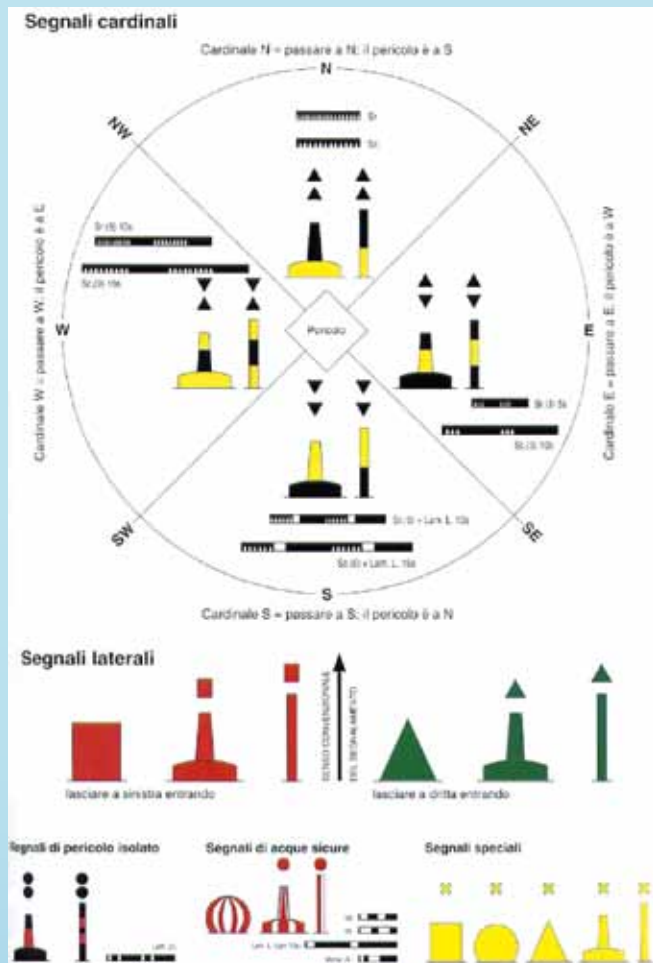 Segnali cardinali
Cardinale N = passare a N; il pericolo è a S
N
NW
NE
W
E
Pericolo
Cardinale W = passare a W, il pericolo è a E
Cardinale E = passare a E, il pericolo è a W
SW
SE
S
Cardinale S = passare a S; il pericolo è a N
Segnali laterali
SENSO CONVENZIONALE
DEL SEGNALAMENTO
lasciare a sinistra entrando
lasciare a dritta entrando
Segnali di pericolo isolato
Segnali di acque sicure
Segnali speciali